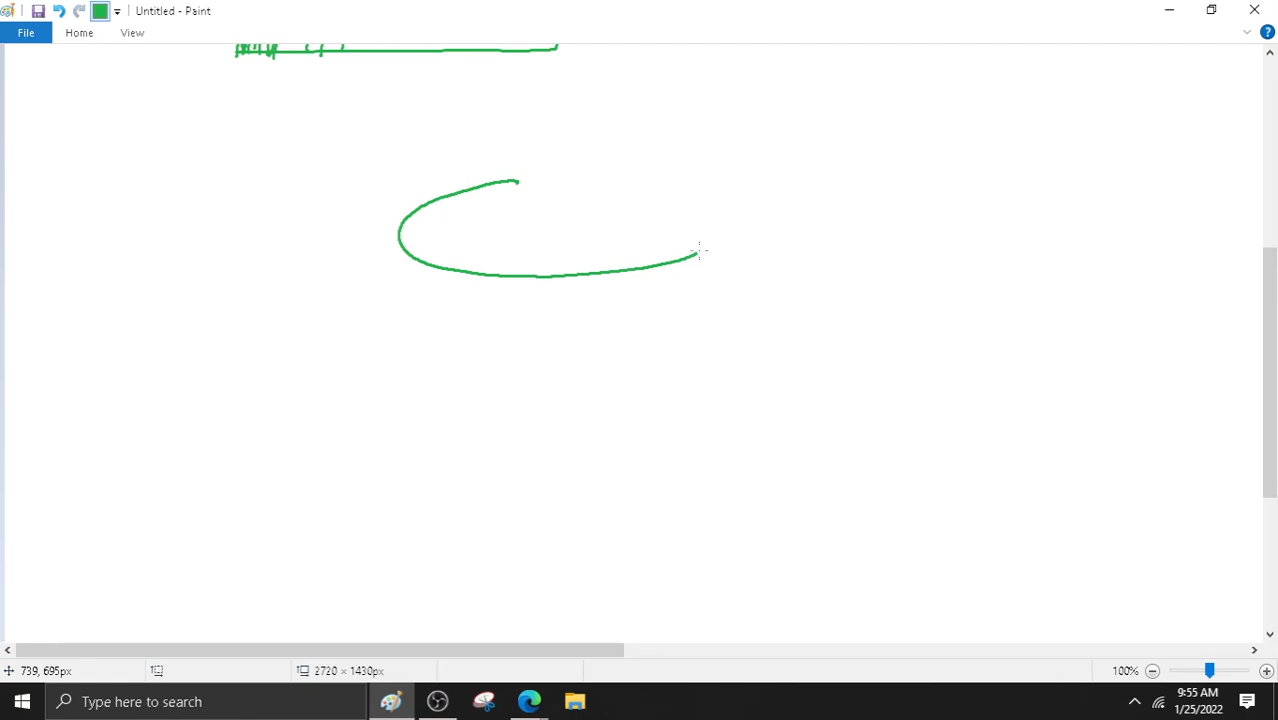 Untitled - Paint
File Home View
739, 695px 2720 × 1430px 100%
Type here to search 9:55 AM
1/25/2022